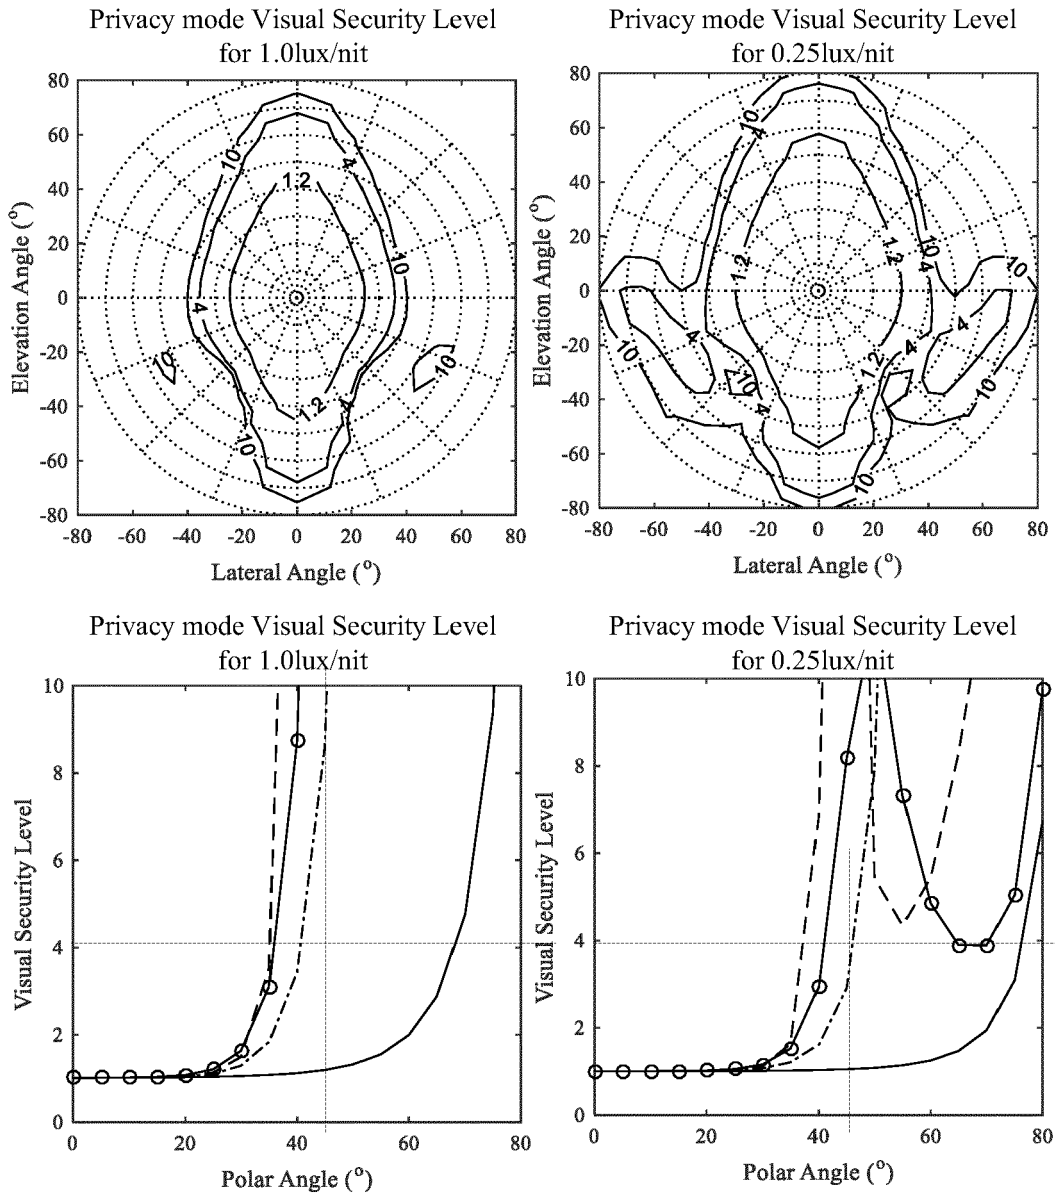 Privacy mode Visual Security Level
for 1.0lux/nit
80
60
40
20
0
-20
-40
-60
-80
-80 -60 -40 -20 0 20 40 60 80
Elevation Angle (o)
Lateral Angle (o)
10
4
1.2
10
4
10
10
1.2
4
10
Privacy mode Visual Security Level
for 0.25lux/nit
80
60
40
20
0
-20
-40
-60
-80
-80 -60 -40 -20 0 20 40 60 80
Elevation Angle (o)
Lateral Angle (o)
10
4
1.2
1.2
10
4
10
4
4
1.2
10
10
10
4
10
10
Privacy mode Visual Security Level
for 1.0lux/nit
10
8
6
4
2
0
0 20 40 60 80
Visual Security Level
Polar Angle (o)
Privacy mode Visual Security Level
for 0.25lux/nit
10
8
6
4
2
0
0 20 40 60 80
Visual Security Level
Polar Angle (o)